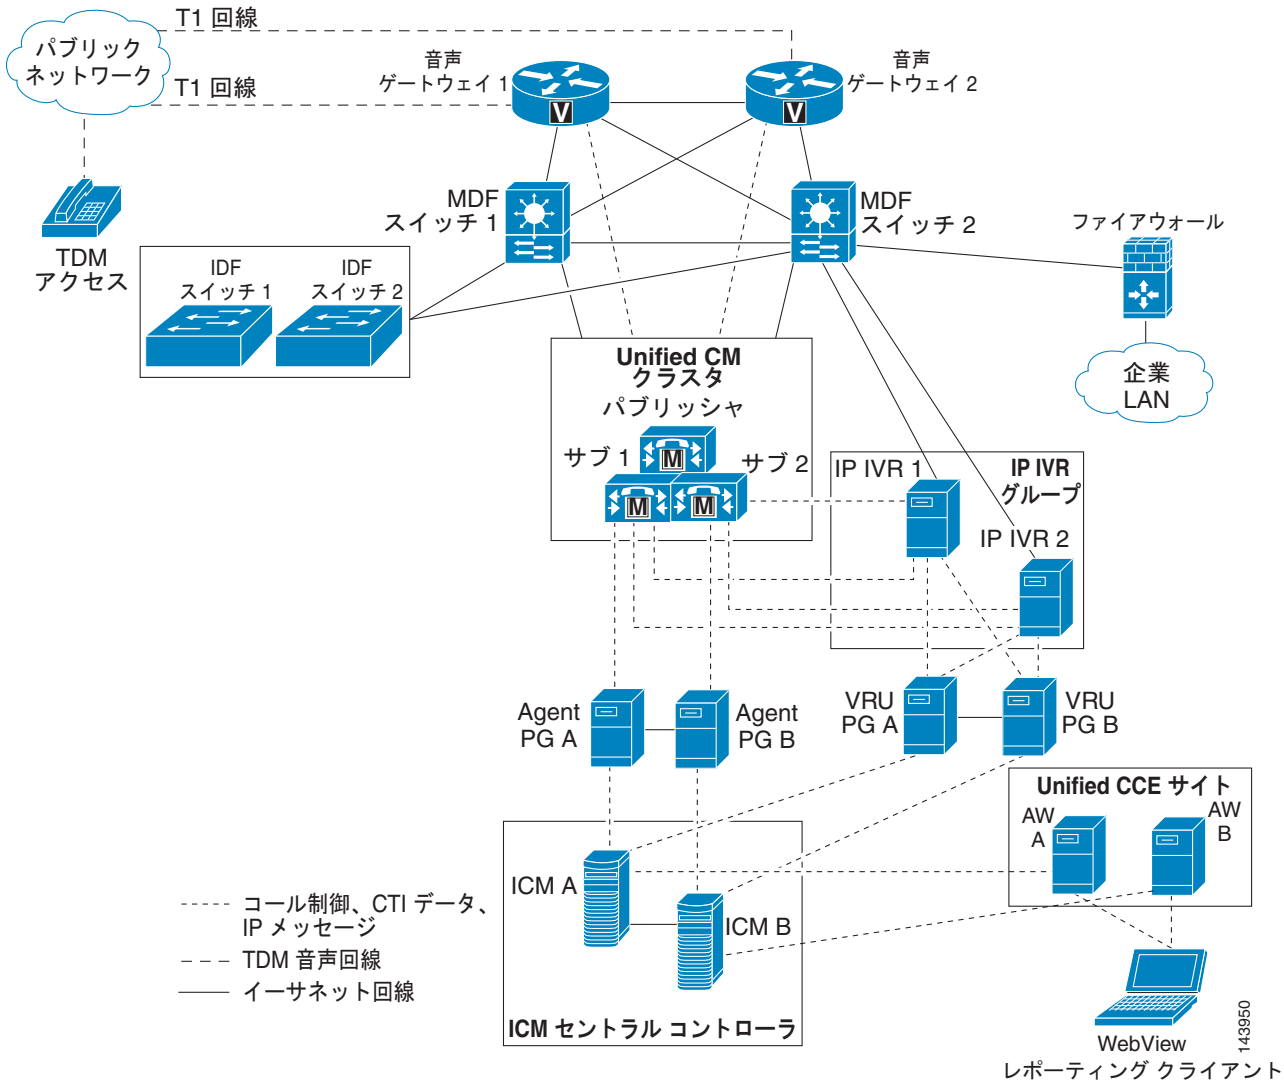 T1 回線
パブリック
ネットワーク
T1 回線
音声
ゲートウェイ 1
音声
ゲートウェイ 2
V
V
TDM
アクセス
MDF
スイッチ 1
MDF
スイッチ 2
ファイアウォール
IDF
スイッチ 1
IDF
スイッチ 2
企業
LAN
Unified CM
クラスタ
パブリッシャ
サブ 1
サブ 2
M
M
M
IP IVR 1
IP IVR
グループ
IP IVR 2
Agent
PG A
Agent
PG B
VRU
PG A
VRU
PG B
Unified CCE サイト
AW
A
AW
B
ICM A
ICM B
ICM セントラル コントローラ
コール制御、CTI データ、
IP メッセージ
TDM 音声回線
イーサネット回線
WebView
レポーティング クライアント
143950